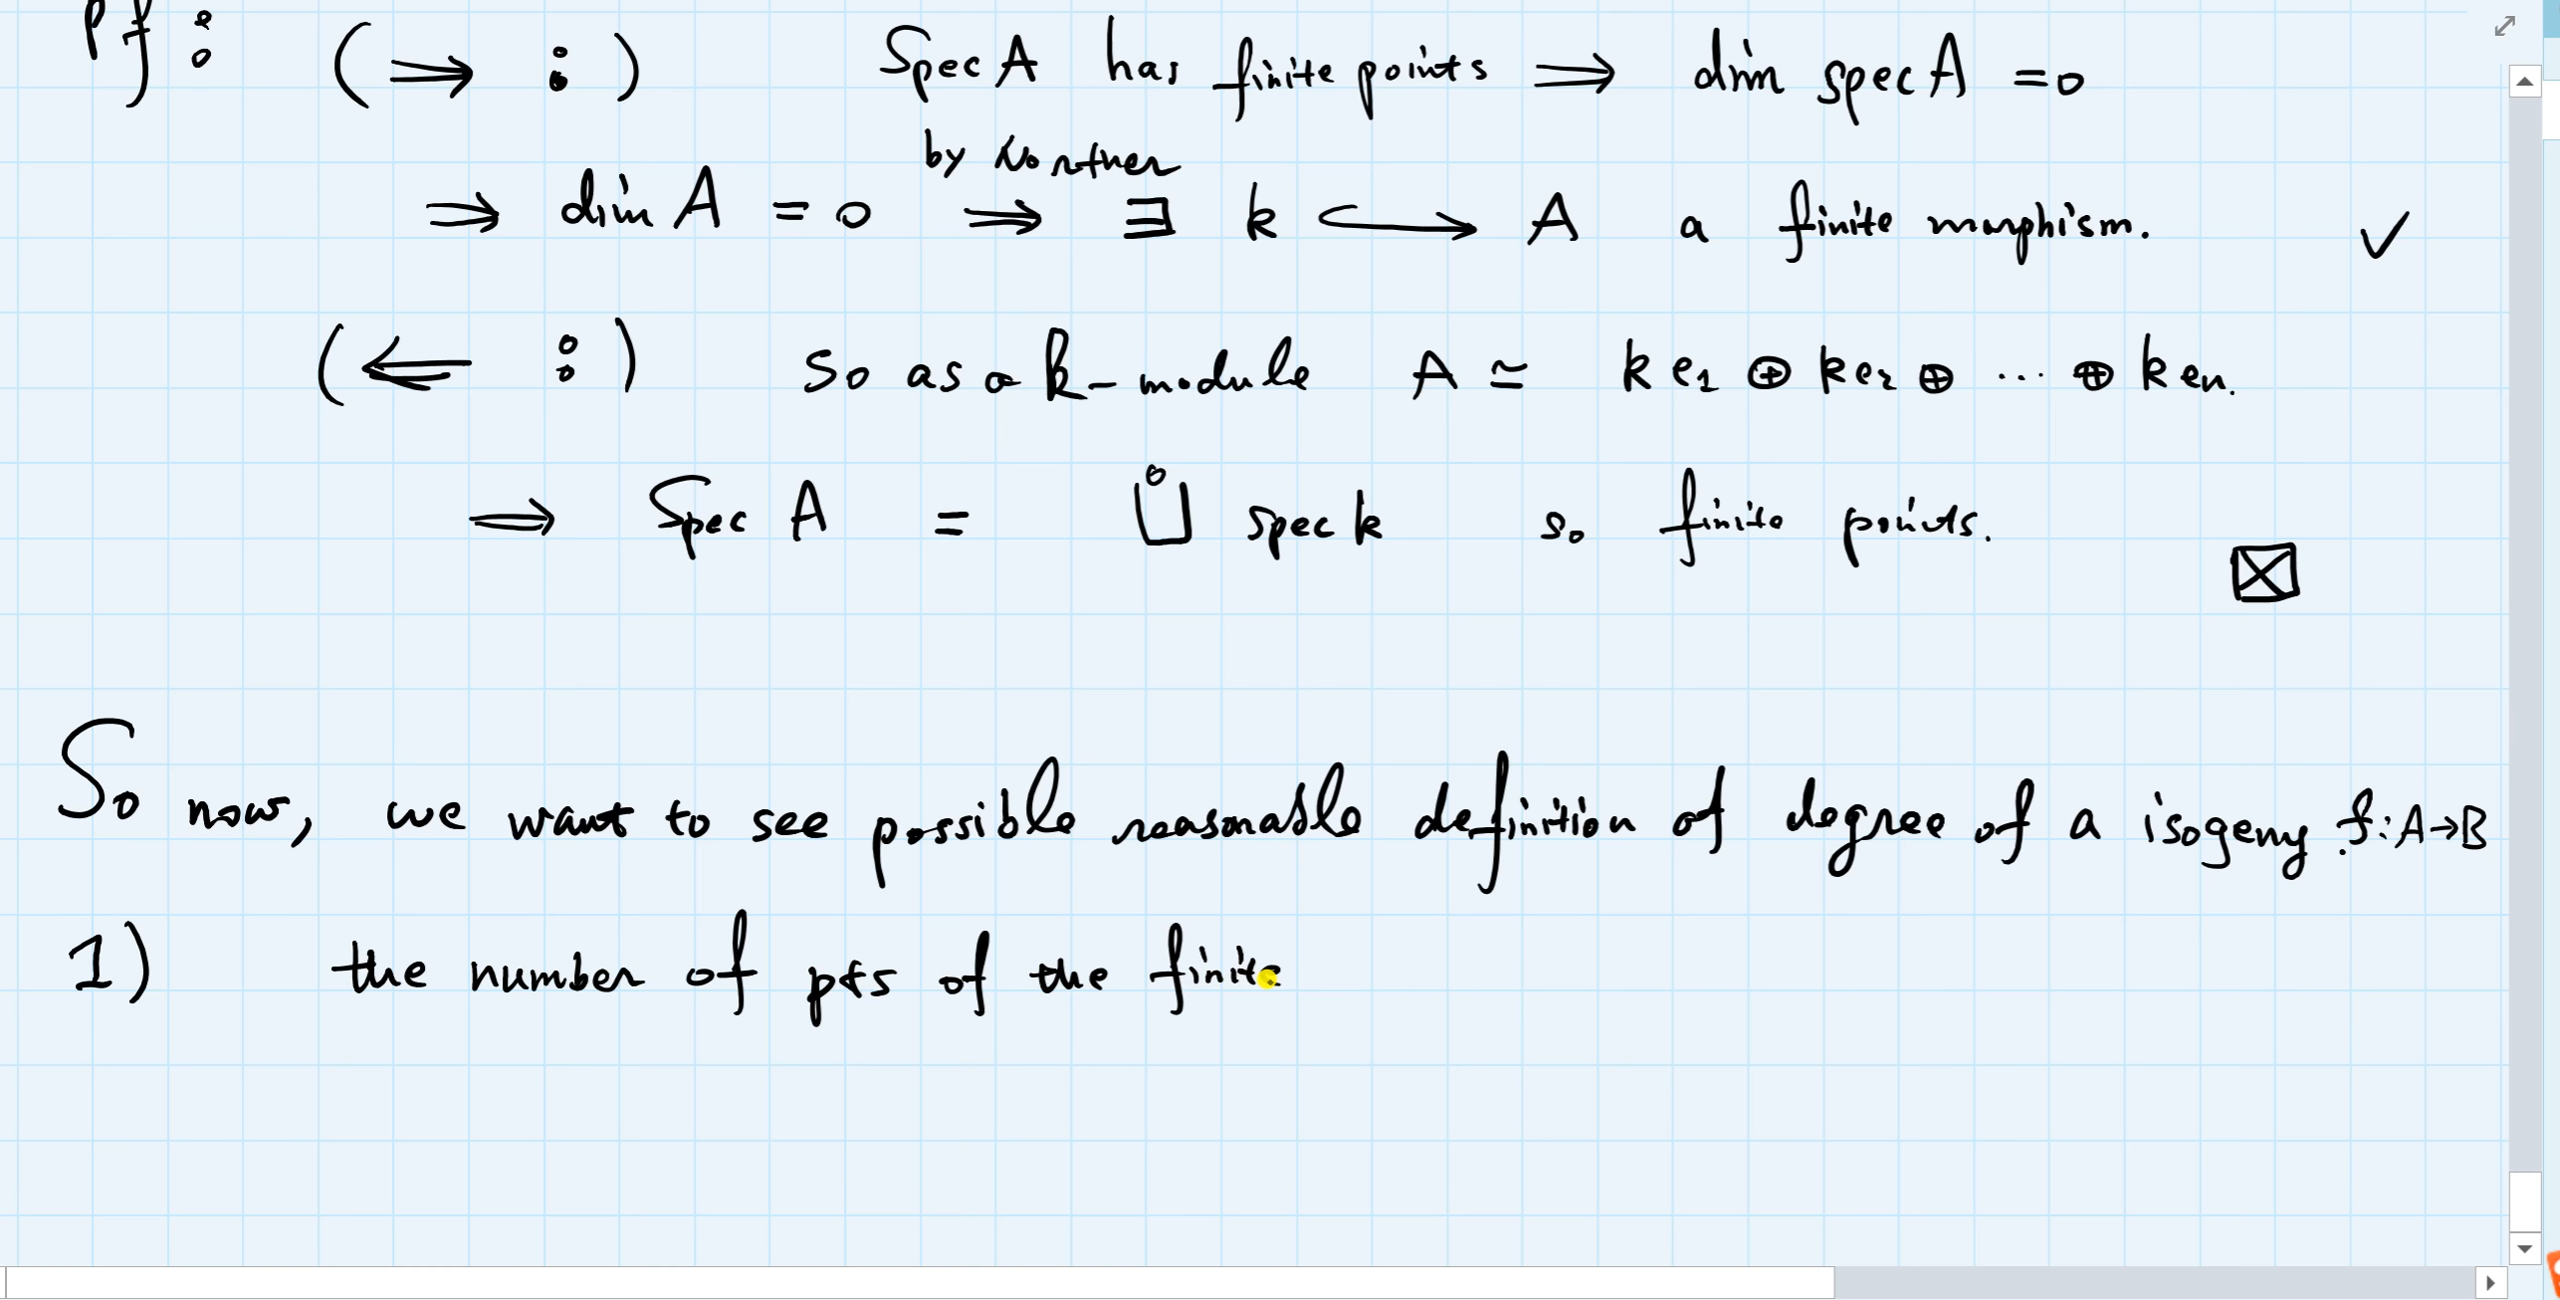 pf : (⇒ :) Spec A has finite points ⇒ dim spec A = 0
by Norther
⇒ dim A = 0 ⇒ ∃ k ↪ A a finite morphism. ✓
(⇐ :) so as a k-module A ≃ ke₁ ⊕ ke₂ ⊕ ... ⊕ keₙ.
⇒ Spec A = ⊔° spec k so finite points. ☒
So now, we want to see possible reasonable definition of degree of a isogeny f: A→B
1) the number of pts of the finite